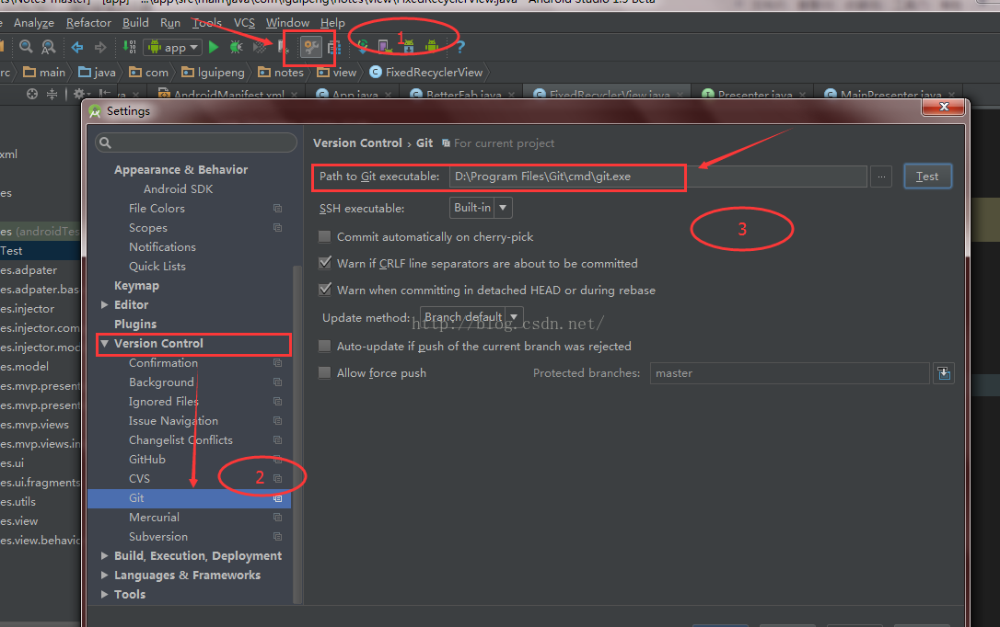 Analyze Refactor Build Run Tools VCS Window Help
app
1
main java com lguipeng notes view FixedRecyclerView
AndroidManifest.xml App.java BetterFab.java FixedRecyclerView.java Presenter.java MainPresenter.java
Settings
Appearance & Behavior
Android SDK
File Colors
Scopes
Notifications
Quick Lists
Keymap
Editor
Plugins
Version Control
Confirmation
Background
Ignored Files
Issue Navigation
Changelist Conflicts
GitHub
CVS
2
Git
Mercurial
Subversion
Build, Execution, Deployment
Languages & Frameworks
Tools
Version Control › Git For current project
Path to Git executable: D:\Program Files\Git\cmd\git.exe ... Test
SSH executable: Built-in
3
Commit automatically on cherry-pick
Warn if CRLF line separators are about to be committed
Warn when committing in detached HEAD or during rebase
Update method: Branch default
http://blog.csdn.net/
Auto-update if push of the current branch was rejected
Allow force push Protected branches: master
xml
es
es (androidTes
Test
es.adpater
es.adpater.bas
es.injector
es.injector.com
es.injector.mod
es.model
es.mvp.present
es.mvp.present
es.mvp.views
es.mvp.views.in
es.ui
es.ui.fragments
es.utils
es.view
es.view.behavio